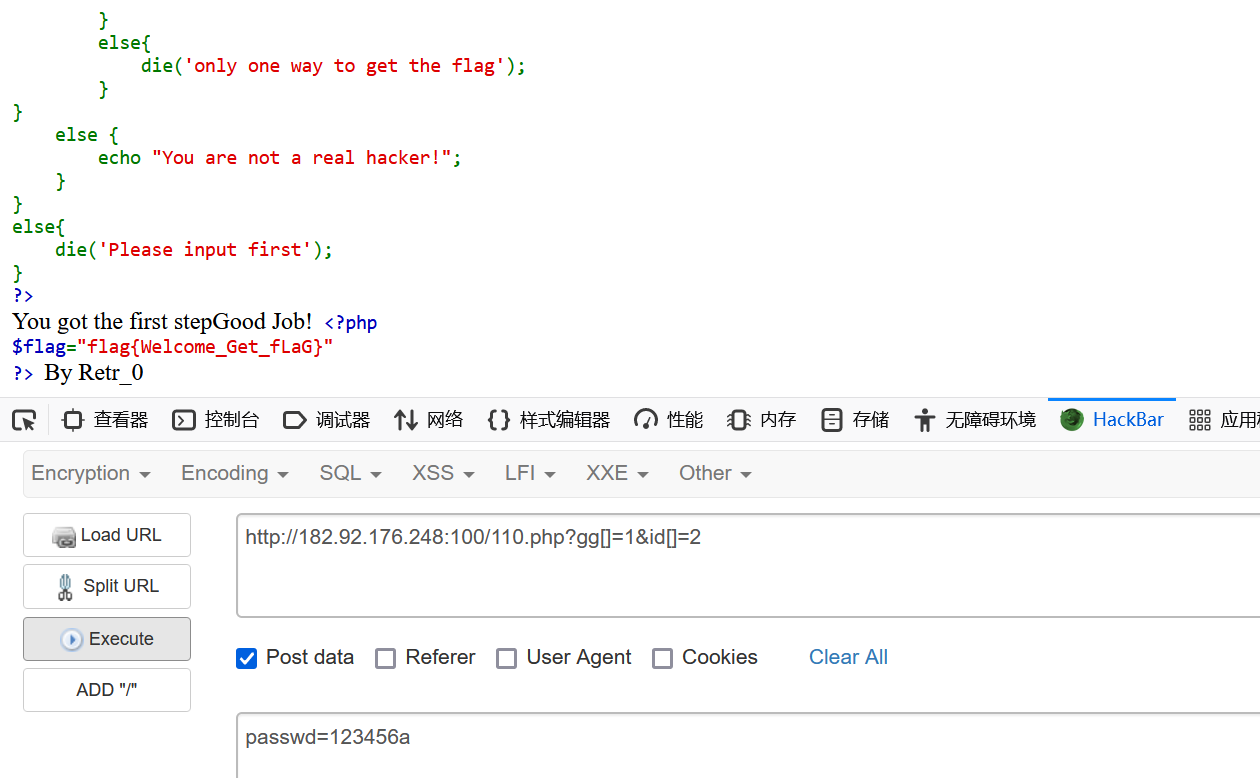 }
else{
die('only one way to get the flag');
}
}
else {
echo "You are not a real hacker!";
}
}
else{
die('Please input first');
}
?>
You got the first stepGood Job! <?php
$flag="flag{Welcome_Get_fLaG}"
?> By Retr_0
查看器 控制台 调试器 网络 {} 样式编辑器 性能 内存 存储 无障碍环境 HackBar 应用
Encryption Encoding SQL XSS LFI XXE Other
Load URL http://182.92.176.248:100/110.php?gg[]=1&id[]=2
Split URL
Execute Post data Referer User Agent Cookies Clear All
ADD "/"
passwd=123456a